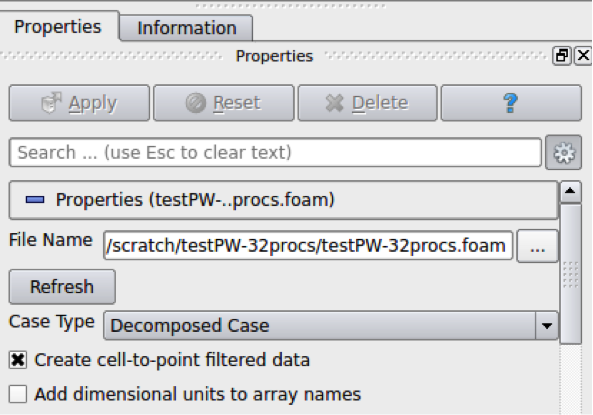 Properties Information
Properties
Apply Reset Delete ?
Search ... (use Esc to clear text)
Properties (testPW-..procs.foam)
File Name /scratch/testPW-32procs/testPW-32procs.foam ...
Refresh
Case Type Decomposed Case
Create cell-to-point filtered data
Add dimensional units to array names